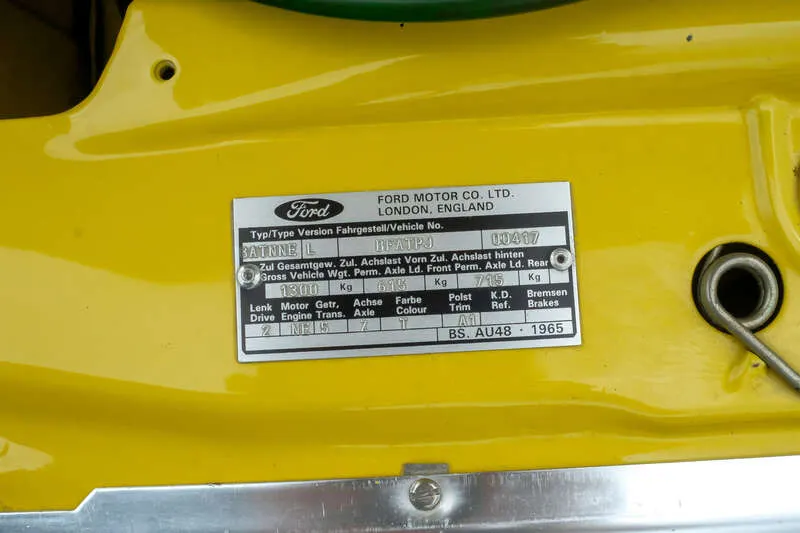 Ford
FORD MOTOR CO. LTD.
LONDON, ENGLAND
Typ/Type Version Fahrgestell/Vehicle No.
3ATNNE L BFATPJ 00417
Zul Gesamtgew. Zul. Achslast Vorn Zul. Achslast hinten
Gross Vehicle Wgt. Perm. Axle Ld. Front Perm. Axle Ld. Rear
1300 Kg 615 Kg 715 Kg
Lenk Motor Getr, Achse Farbe Polst K.D. Bremsen
Drive Engine Trans. Axle Colour Trim Ref. Brakes
2 NE 5 Z T A1
BS. AU48 · 1965